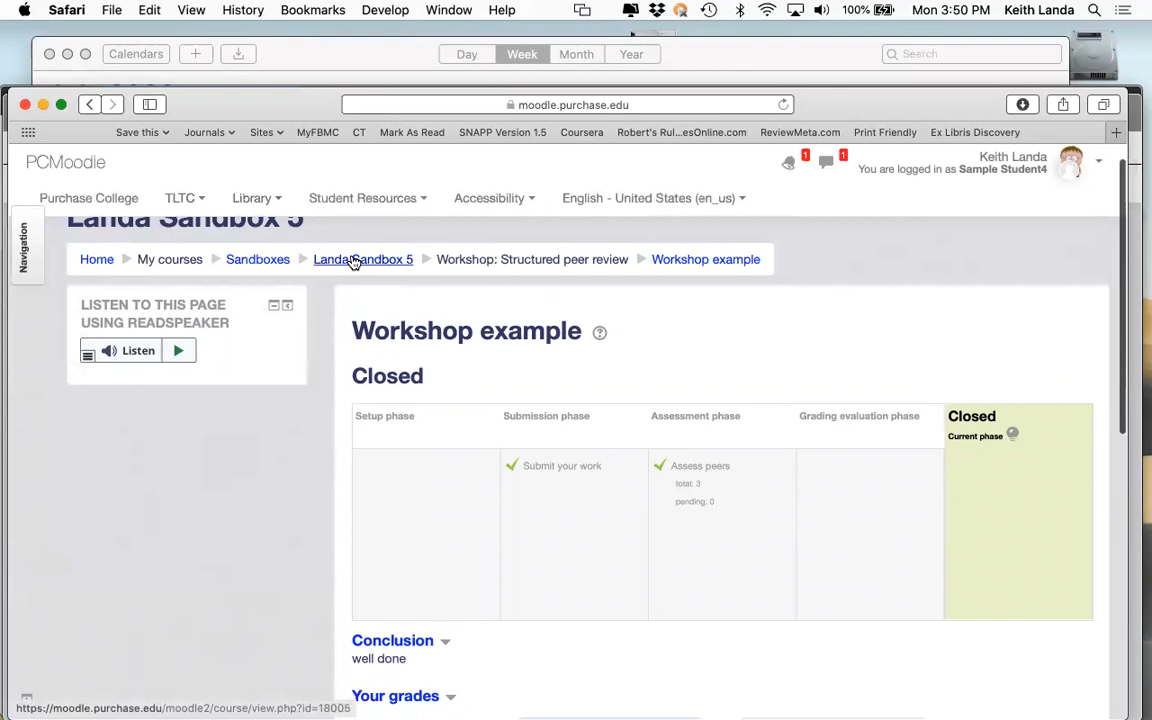 Safari File Edit View History Bookmarks Develop Window Help 100% Mon 3:50 PM Keith Landa
Calendars + Day Week Month Year Search
moodle.purchase.edu
Save this Journals Sites MyFBMC CT Mark As Read SNAPP Version 1.5 Coursera Robert's Rul...esOnline.com ReviewMeta.com Print Friendly Ex Libris Discovery +
PCMoodle 1 1 Keith Landa
You are logged in as Sample Student4
Purchase College TLTC Library Student Resources Accessibility English - United States (en_us)
Navigation
Landa Sandbox 5
Home My courses Sandboxes Landa Sandbox 5 Workshop: Structured peer review Workshop example
LISTEN TO THIS PAGE
USING READSPEAKER
Listen
Workshop example ?
Closed
Setup phase Submission phase Assessment phase Grading evaluation phase Closed
Current phase
Submit your work Assess peers
total: 3
pending: 0
Conclusion
well done
Your grades
https://moodle.purchase.edu/moodle2/course/view.php?id=18005